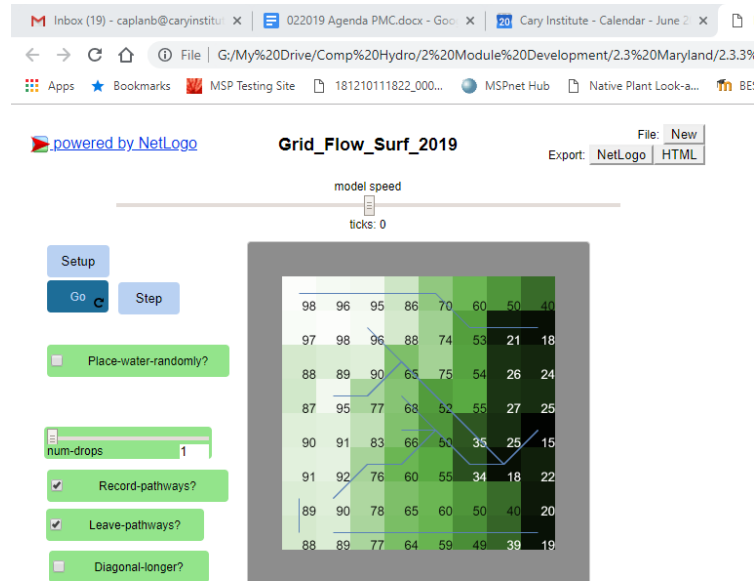 Inbox (19) - caplanb@caryinstitut
022019 Agenda PMC.docx - Goo
20 Cary Institute - Calendar - June 2
File | G:/My%20Drive/Comp%20Hydro/2%20Module%20Development/2.3%20Maryland/2.3.3%
Apps Bookmarks MSP Testing Site 181210111822_000... MSPnet Hub Native Plant Look-a... fn BES
powered by NetLogo
Grid_Flow_Surf_2019
File: New
Export: NetLogo HTML
model speed
ticks: 0
Setup
Go
Step
Place-water-randomly?
num-drops 1
Record-pathways?
Leave-pathways?
Diagonal-longer?
98 96 95 86 70 60 50 40
97 98 96 88 74 53 21 18
88 89 90 65 75 54 26 24
87 95 77 68 52 55 27 25
90 91 83 66 50 35 25 15
91 92 76 60 55 34 18 22
89 90 78 65 60 50 40 20
88 89 77 64 59 49 39 19